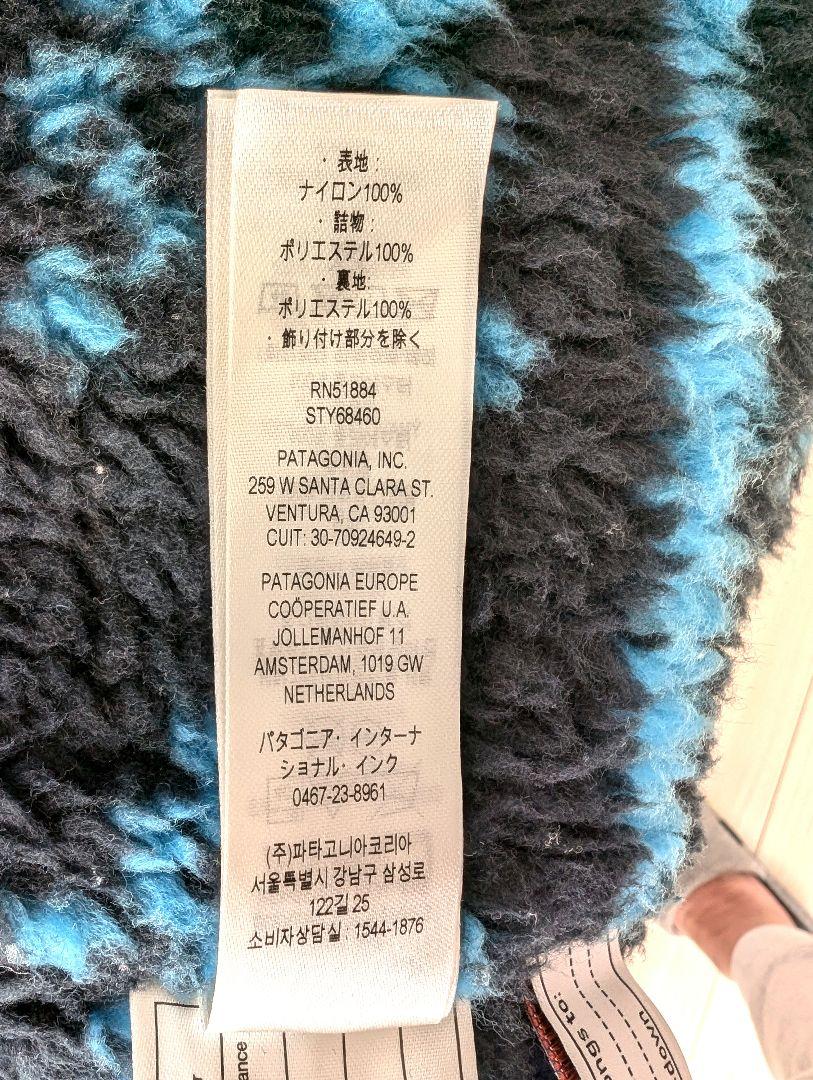 ・表地：
ナイロン100%
・詰物：
ポリエステル100%
・裏地:
ポリエステル100%
・飾り付け部分を除く
RN51884
STY68460
PATAGONIA, INC.
259 W SANTA CLARA ST.
VENTURA, CA 93001
CUIT: 30-70924649-2
PATAGONIA EUROPE
COÖPERATIEF U.A.
JOLLEMANHOF 11
AMSTERDAM, 1019 GW
NETHERLANDS
パタゴニア・インターナ
ショナル・インク
0467-23-8961
(주)파타고니아코리아
서울특별시 강남구 삼성로
122길 25
소비자상담실 : 1544-1876
ongs to:
down
ance